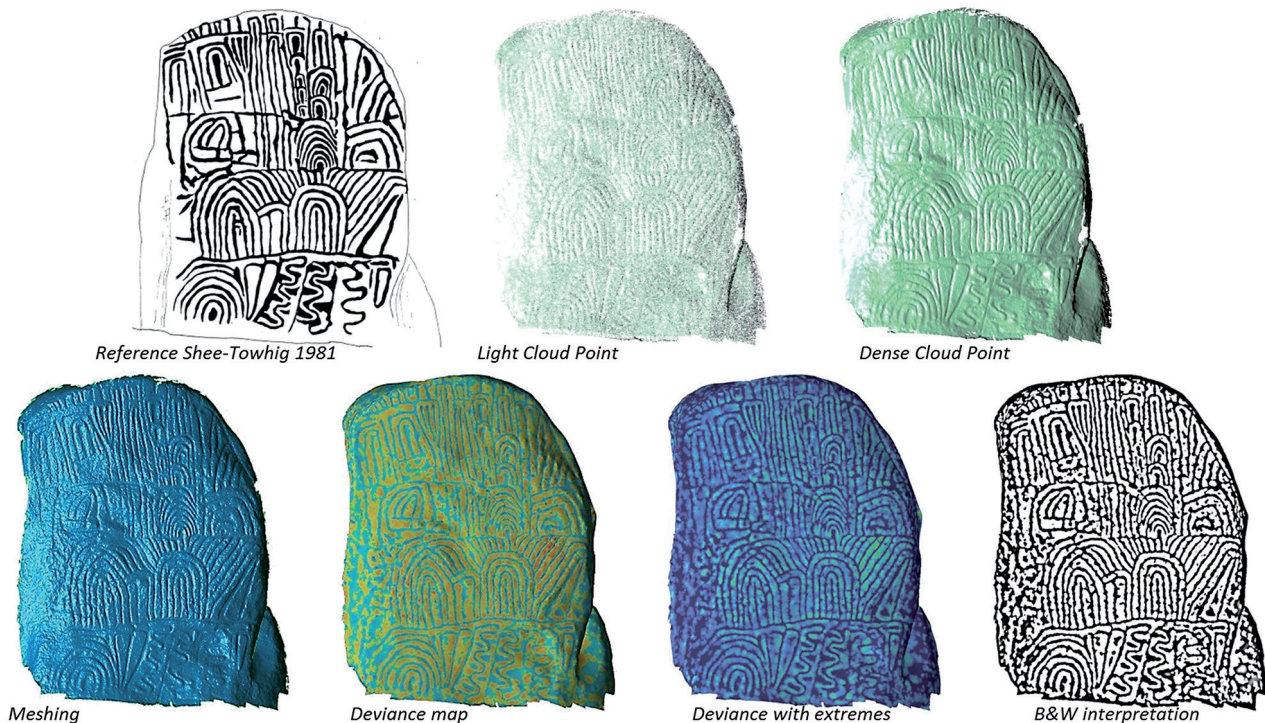 Reference Shee-Towhig 1981
Light Cloud Point
Dense Cloud Point
Meshing
Deviance map
Deviance with extremes
B&W interpretation